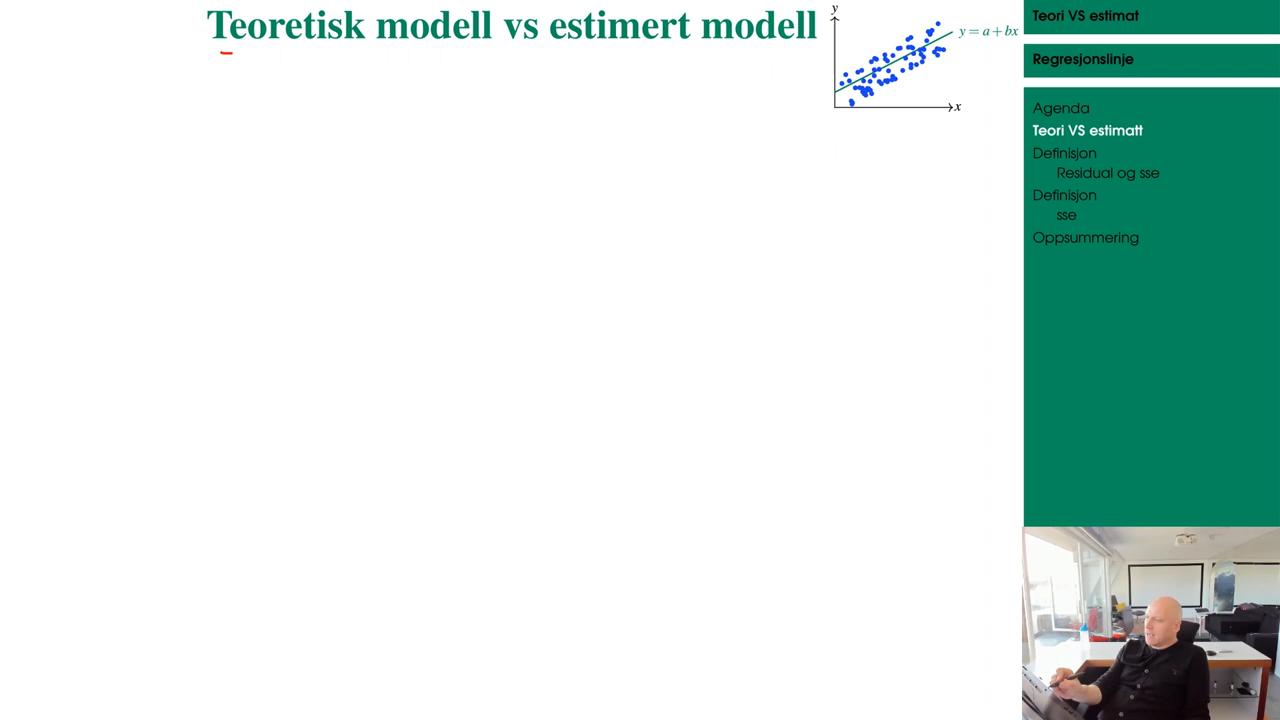 Teoretisk modell vs estimert modell
y
y = a + bx
x
Teori VS estimat
Regresjonslinje
Agenda
Teori VS estimatt
Definisjon
Residual og sse
Definisjon
sse
Oppsummering